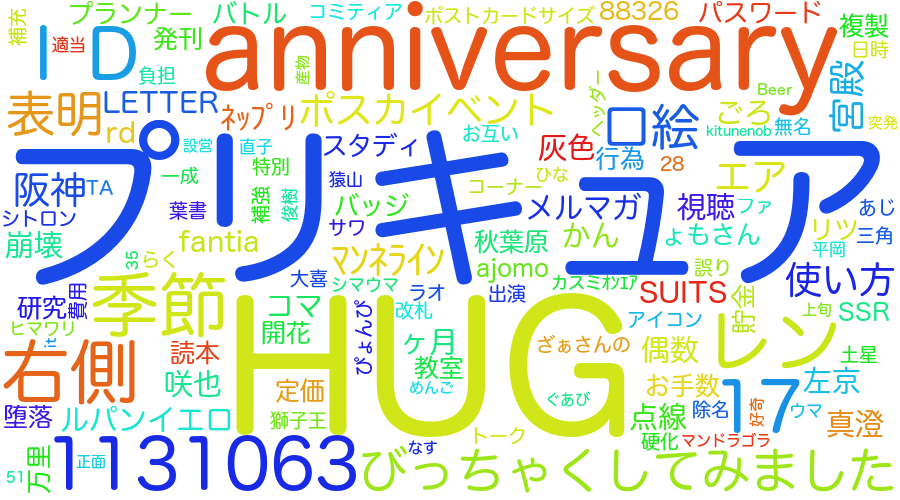 補充 プランナー バトル コミティア ポストカードサイズ 88326 パスワード 複製
適当 ID 発刊 anniversary 日時
負担 産物 Beer 宮殿
表明 LETTER ﾈｯﾌﾟﾘ ポスカイベント ヘッダー ごろ 突発
rd 設営 直子 スタディ お互い 灰色 口絵 kitunenob 無名
阪神 TA 一成 特別 猿山 コーナー ひな 行為 28 エア
シトロン 葉書 補強 俊樹 バッジ メルマガ 視聴 ファ あじ
プリキュア
崩壊 fantia サワ 秋葉原 かん ょもさん リツ 三角
35 らく ﾏﾝﾈﾗｲﾝ ajomo カスミｵﾝｴｱ 誤り 平岡
研究 費用 季節 大喜 シマウマ ラオ 出演 SUITS 使い方
ヒマワリ コマ ぴょんぴ 改札 アイコン 貯金 上旬 SSR
it 開花 HUG ヶ月 ざぁさんの 偶数 レン 土星
右側 読本 教室
咲也 定価 めんご ぐあび お手数 17 左京
堕落 ルパンイエロ 獅子王 点線 除名 好奇 ウマ 真澄
1131063 なす トーク 硬化 マンドラゴラ
51 万里 正面 びっちゃくしてみました